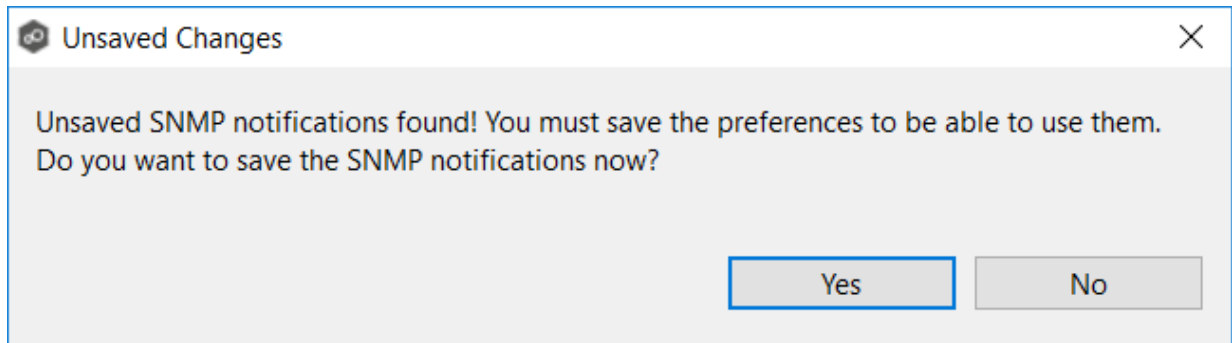 Unsaved Changes
Unsaved SNMP notifications found! You must save the preferences to be able to use them.
Do you want to save the SNMP notifications now?
Yes No